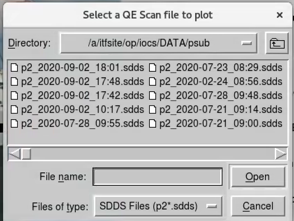 Select a QE Scan file to plot
Directory: /a/itfsite/op/iocs/DATA/psub
p2_2020-09-02_18:01.sdds p2_2020-07-23_08:29.sdds
p2_2020-09-02_17:48.sdds p2_2020-02-24_08:56.sdds
p2_2020-09-02_17:42.sdds p2_2020-07-28_09:48.sdds
p2_2020-09-02_10:17.sdds p2_2020-07-21_09:14.sdds
p2_2020-07-28_09:55.sdds p2_2020-07-21_09:00.sdds
File name: Open
Files of type: SDDS Files (p2*.sdds) Cancel